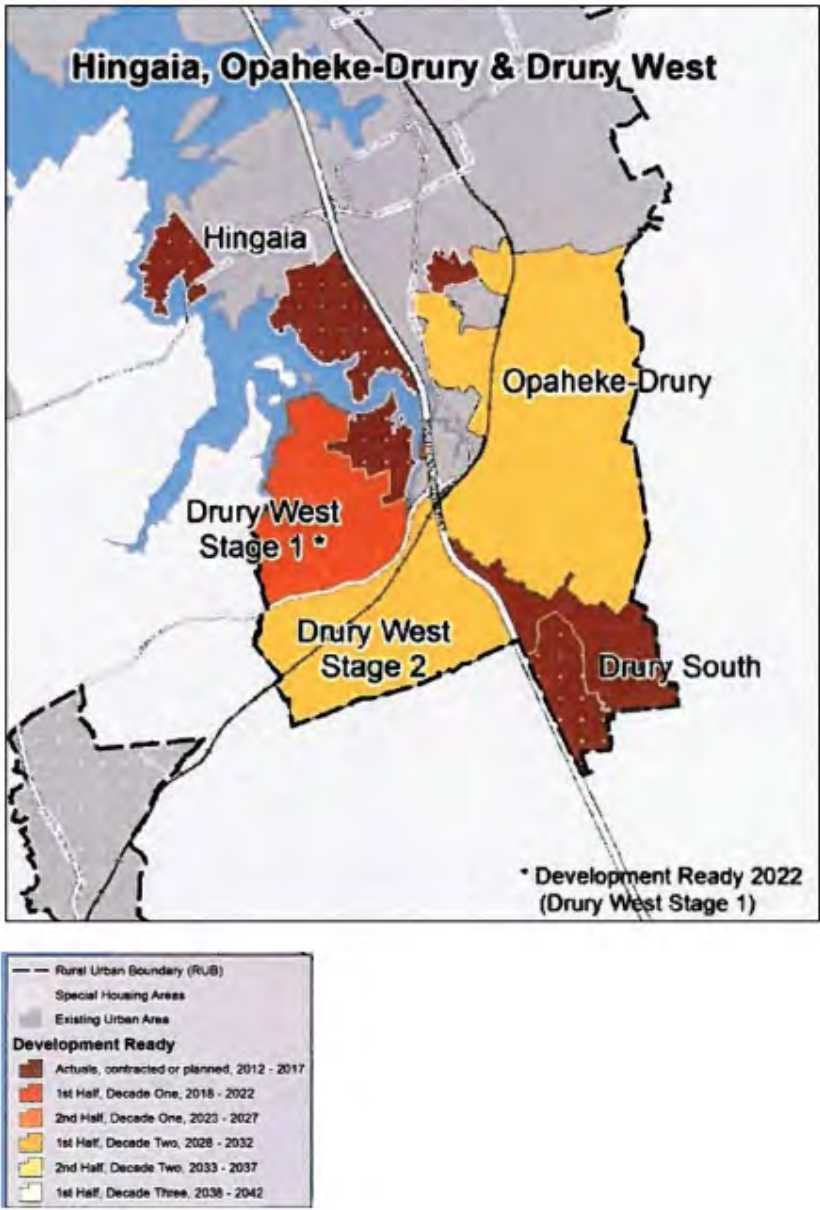 Hingaia, Opaheke-Drury & Drury West
Hingaia
Opaheke-Drury
Drury West
Stage 1 *
Drury West
Stage 2
Drury South
* Development Ready 2022
(Drury West Stage 1)
Rural Urban Boundary (RUB)
Special Housing Areas
Existing Urban Area
Development Ready
Actuals, contracted or planned, 2012 - 2017
1st Half, Decade One, 2018 - 2022
2nd Half, Decade One, 2023 - 2027
1st Half, Decade Two, 2028 - 2032
2nd Half, Decade Two, 2033 - 2037
1st Half, Decade Three, 2038 - 2042